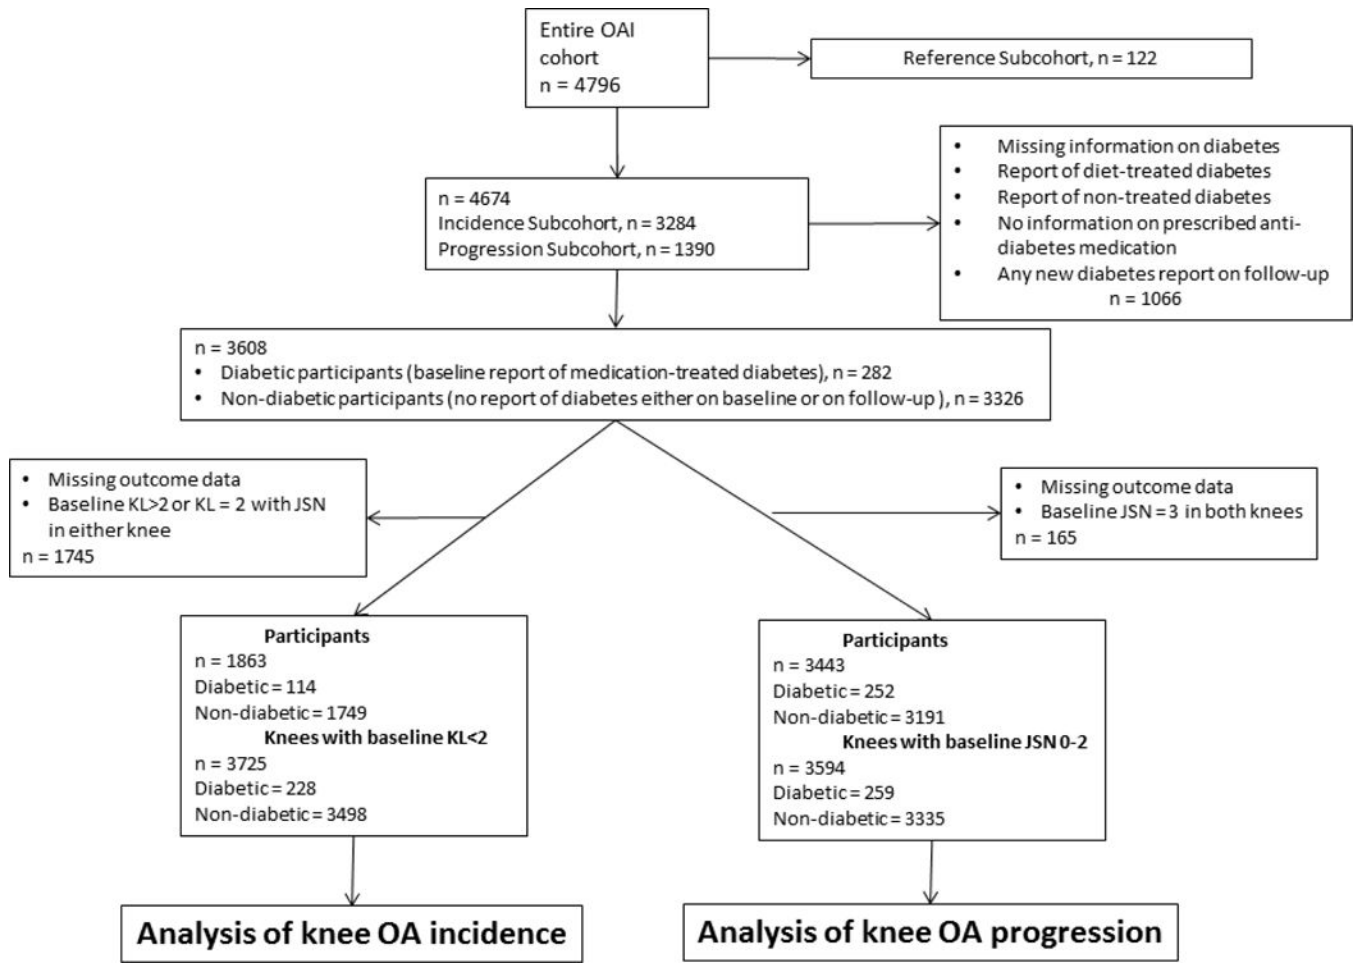 Entire OAI
cohort
n = 4796
Reference Subcohort, n = 122
• Missing information on diabetes
• Report of diet-treated diabetes
• Report of non-treated diabetes
• No information on prescribed anti-
diabetes medication
• Any new diabetes report on follow-up
n = 1066
n = 4674
Incidence Subcohort, n = 3284
Progression Subcohort, n = 1390
n = 3608
• Diabetic participants (baseline report of medication-treated diabetes), n = 282
• Non-diabetic participants (no report of diabetes either on baseline or on follow-up ), n = 3326
• Missing outcome data
• Baseline KL>2 or KL = 2 with JSN
in either knee
n = 1745
• Missing outcome data
• Baseline JSN = 3 in both knees
n = 165
Participants
n = 1863
Diabetic = 114
Non-diabetic = 1749
Knees with baseline KL<2
n = 3725
Diabetic = 228
Non-diabetic = 3498
Participants
n = 3443
Diabetic = 252
Non-diabetic = 3191
Knees with baseline JSN 0-2
n = 3594
Diabetic = 259
Non-diabetic = 3335
Analysis of knee OA incidence
Analysis of knee OA progression